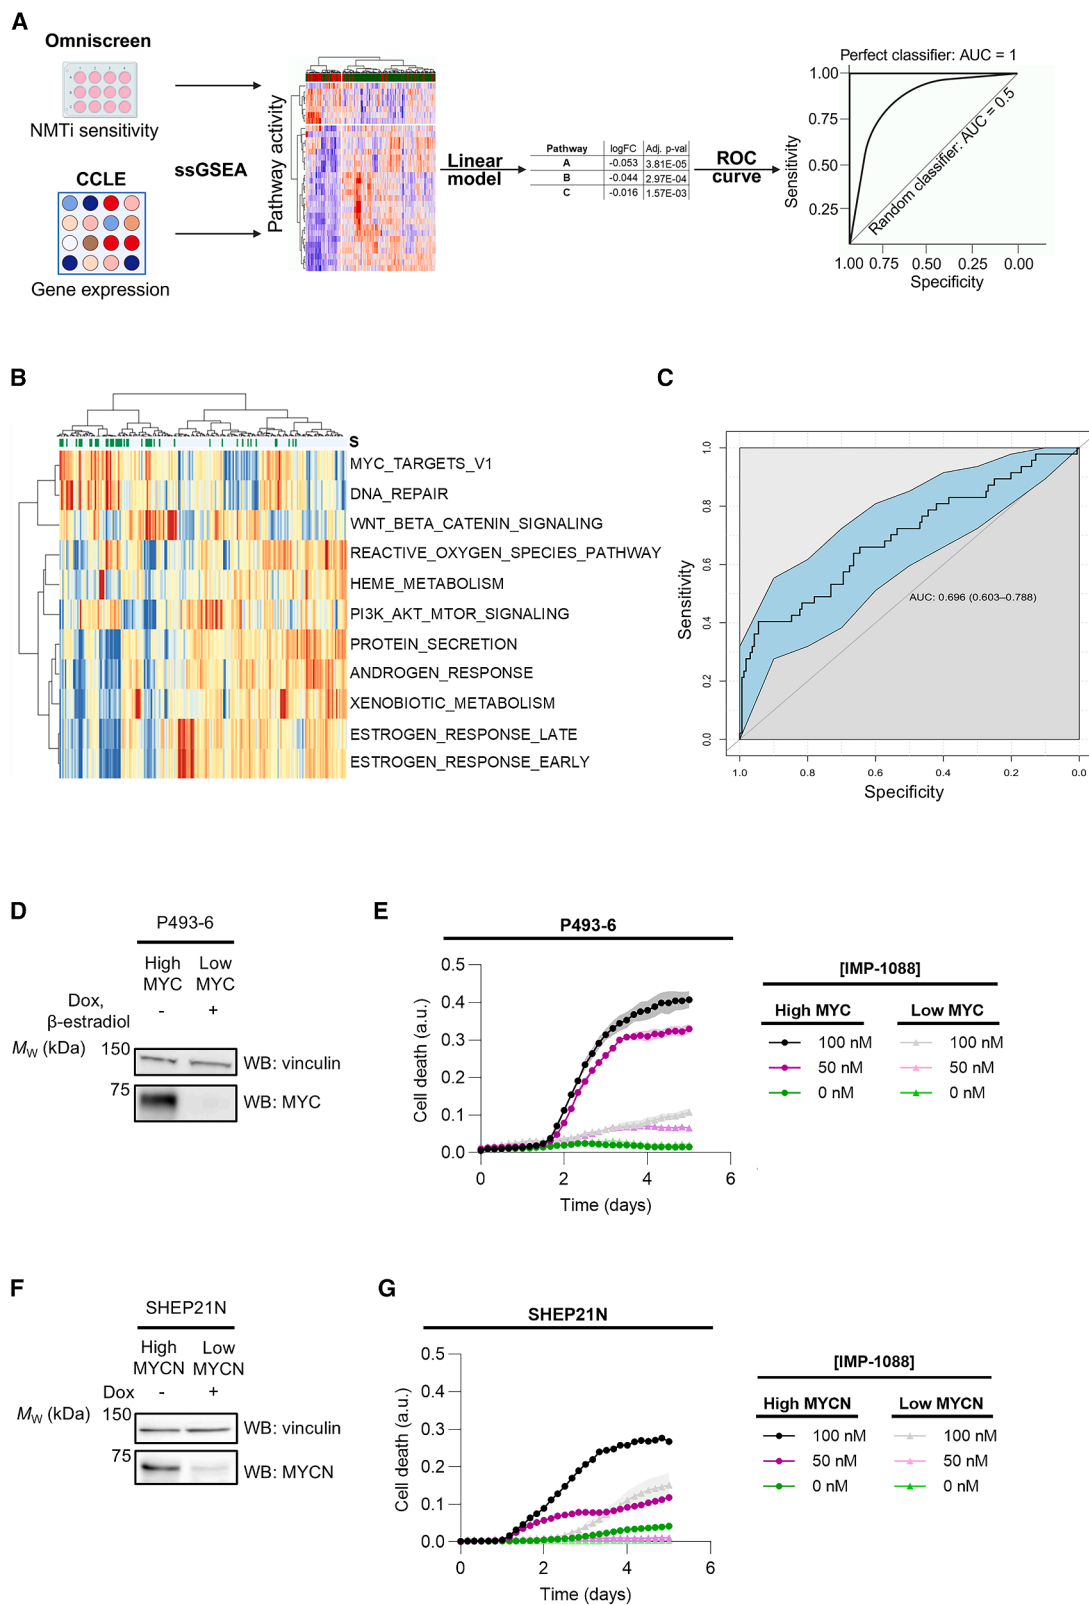 A
Omniscreen
NMTi sensitivity
CCLE
Gene expression
ssGSEA
Pathway activity
Linear
model
Pathway logFC Adj. p-val
A -0.053 3.81E-05
B -0.044 2.97E-04
C -0.016 1.57E-03
ROC
curve
Perfect classifier: AUC = 1
Random classifier: AUC = 0.5
Sensitivity
1.00
0.75
0.50
0.25
1.00 0.75 0.50 0.25 0.00
Specificity
B
S
MYC_TARGETS_V1
DNA_REPAIR
WNT_BETA_CATENIN_SIGNALING
REACTIVE_OXYGEN_SPECIES_PATHWAY
HEME_METABOLISM
PI3K_AKT_MTOR_SIGNALING
PROTEIN_SECRETION
ANDROGEN_RESPONSE
XENOBIOTIC_METABOLISM
ESTROGEN_RESPONSE_LATE
ESTROGEN_RESPONSE_EARLY
C
Sensitivity
1.0
0.8
0.6
0.4
0.2
0.0
AUC: 0.696 (0.603–0.788)
1.0 0.8 0.6 0.4 0.2 0.0
Specificity
D
P493-6
High Low
MYC MYC
Dox,
β-estradiol - +
MW (kDa) 150
WB: vinculin
75
WB: MYC
E
P493-6
Cell death (a.u.)
0.5
0.4
0.3
0.2
0.1
0.0
0 2 4 6
Time (days)
[IMP-1088]
High MYC Low MYC
100 nM 100 nM
50 nM 50 nM
0 nM 0 nM
F
SHEP21N
High Low
MYCN MYCN
Dox - +
MW (kDa) 150
WB: vinculin
75
WB: MYCN
G
SHEP21N
Cell death (a.u.)
0.5
0.4
0.3
0.2
0.1
0.0
0 2 4 6
Time (days)
[IMP-1088]
High MYCN Low MYCN
100 nM 100 nM
50 nM 50 nM
0 nM 0 nM